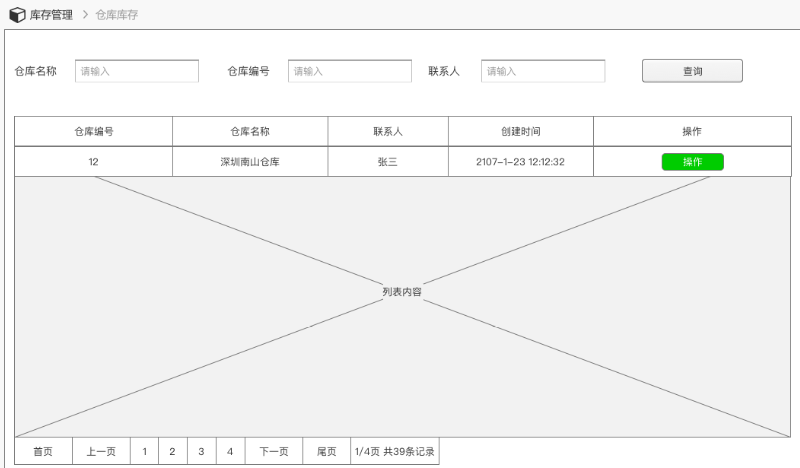 库存管理 > 仓库库存
仓库名称 请输入 仓库编号 请输入 联系人 请输入 查询
仓库编号 仓库名称 联系人 创建时间 操作
12 深圳南山仓库 张三 2107-1-23 12:12:32 操作
列表内容
首页 上一页 1 2 3 4 下一页 尾页 1/4页 共39条记录